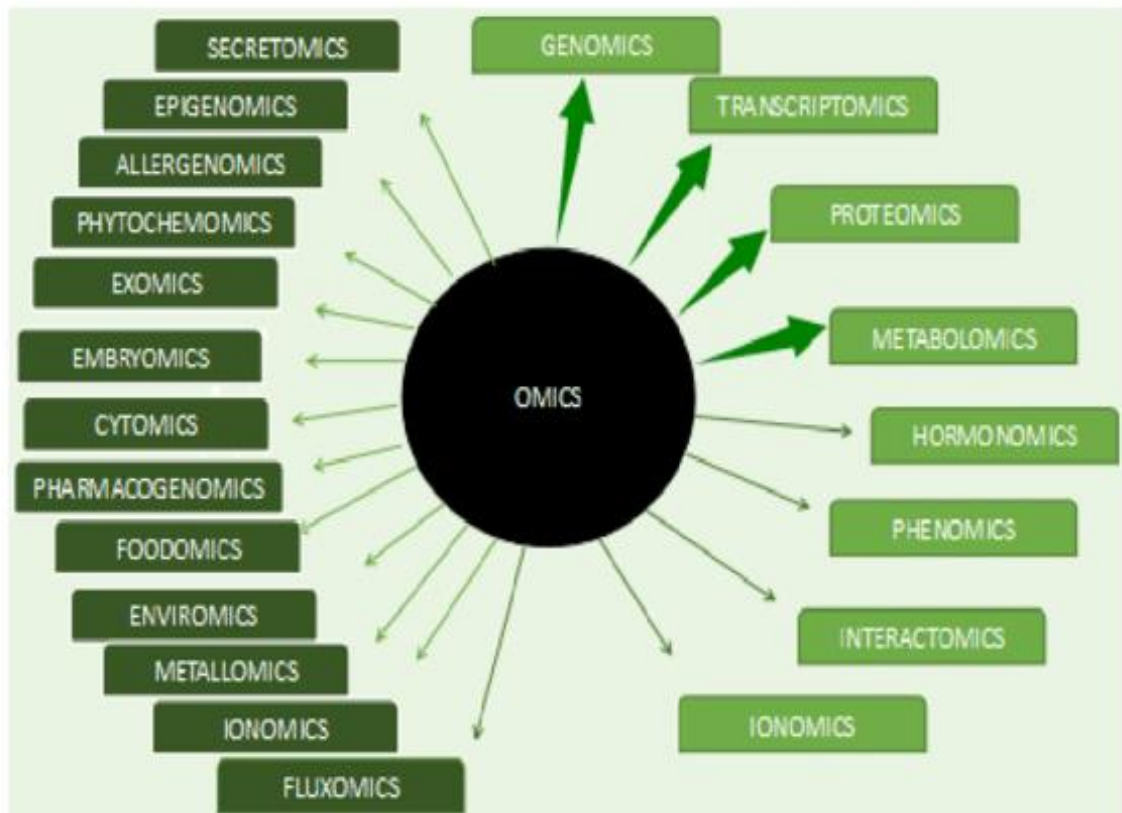 SECRETOMICS
EPIGENOMICS
ALLERGENOMICS
PHYTOCHEMOMICS
EXOMICS
EMBRYOMICS
CYTOMICS
PHARMACOGENOMICS
FOODOMICS
ENVIROMICS
METALLOMICS
IONOMICS
FLUXOMICS
OMICS
GENOMICS
TRANSCRIPTOMICS
PROTEOMICS
METABOLOMICS
HORMONOMICS
PHENOMICS
INTERACTOMICS
IONOMICS